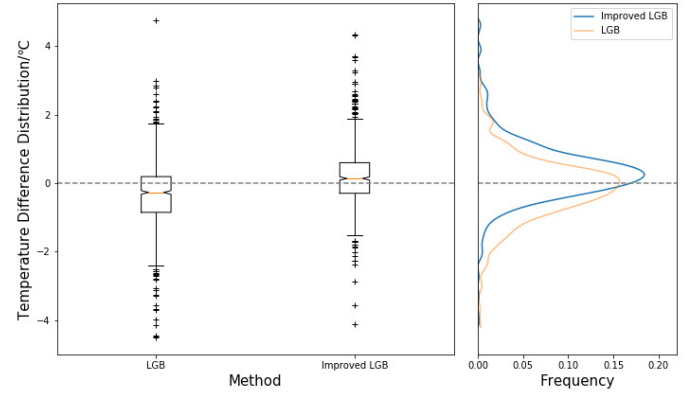 Temperature Difference Distribution/℃
4
2
0
−2
−4
LGB
Improved LGB
Method
Improved LGB
LGB
0.00
0.05
0.10
0.15
0.20
Frequency